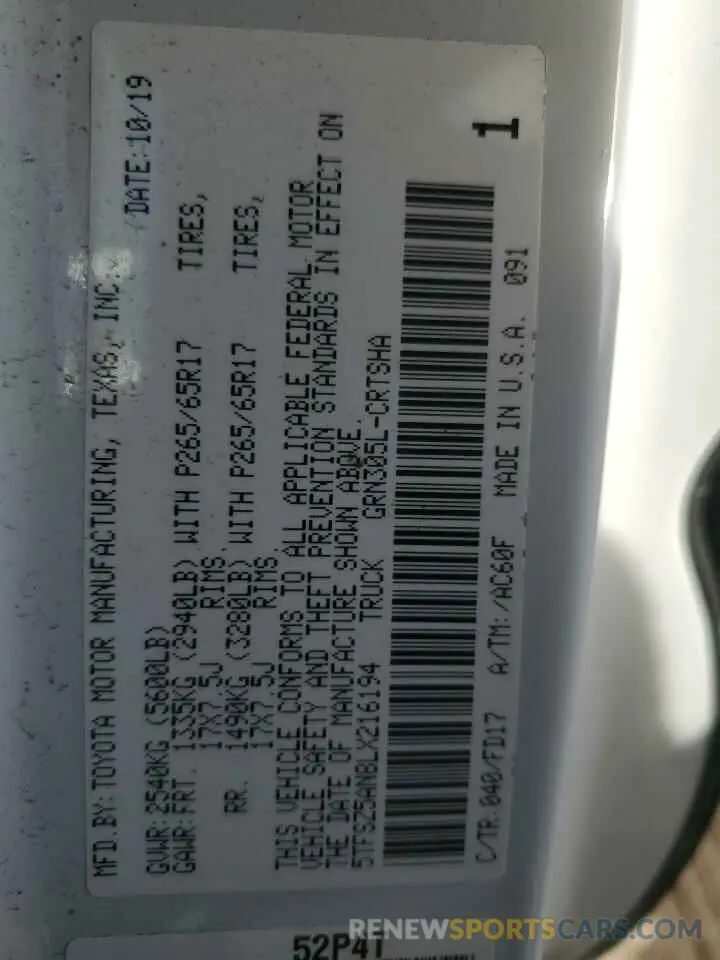 MFD.BY: TOYOTA MOTOR MANUFACTURING, TEXAS, INC. / DATE: 10/19
GVWR: 2540KG (5600LB)
GAWR: FRT. 1335KG (2940LB) WITH P265/65R17 TIRES,
17X7.5J RIMS,
RR. 1490KG (3280LB) WITH P265/65R17 TIRES,
17X7.5J RIMS
THIS VEHICLE CONFORMS TO ALL APPLICABLE FEDERAL MOTOR
VEHICLE SAFETY AND THEFT PREVENTION STANDARDS IN EFFECT ON
THE DATE OF MANUFACTURE SHOWN ABOVE.
5TFSZ5AN8LX216194 TRUCK GRN305L-CRTSHA
1
C/TR.040/FD17 A/TM:/AC60F MADE IN U.S.A. 091
52P4T
RENEWSPORTSCARS.COM